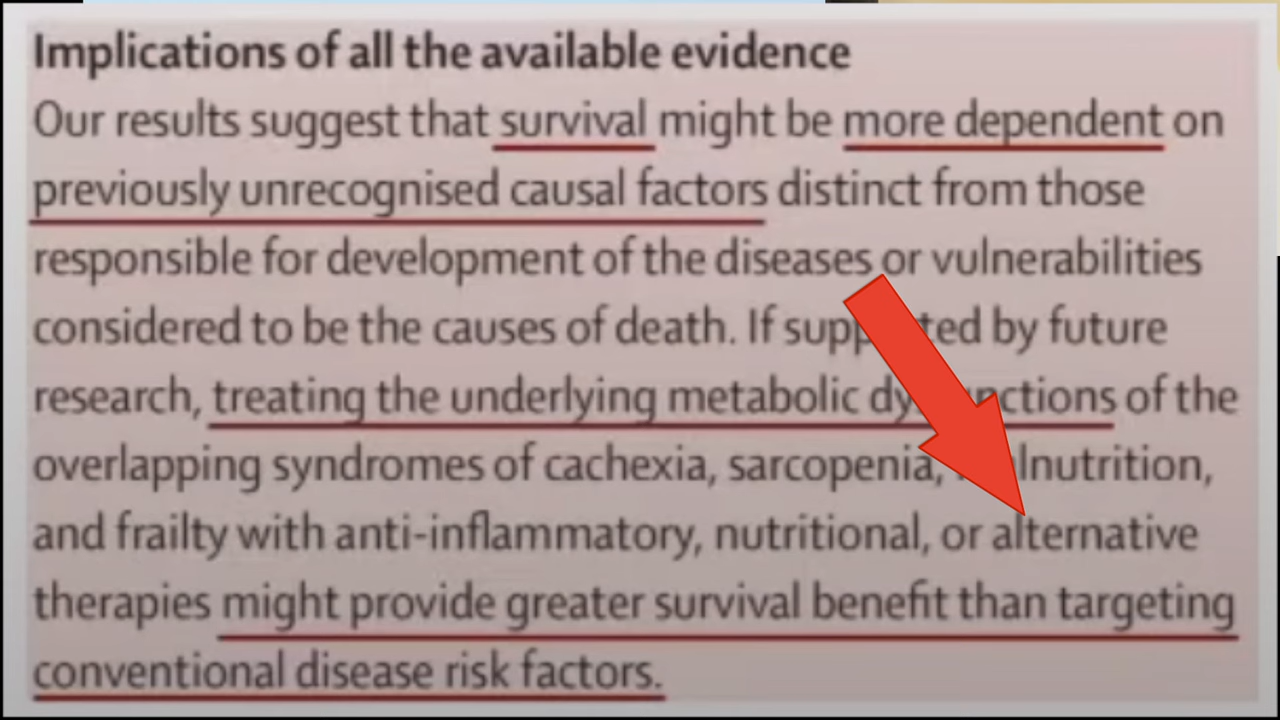 Implications of all the available evidence
Our results suggest that survival might be more dependent on
previously unrecognised causal factors distinct from those
responsible for development of the diseases or vulnerabilities
considered to be the causes of death. If supported by future
research, treating the underlying metabolic dysfunctions of the
overlapping syndromes of cachexia, sarcopenia, malnutrition,
and frailty with anti-inflammatory, nutritional, or alternative
therapies might provide greater survival benefit than targeting
conventional disease risk factors.